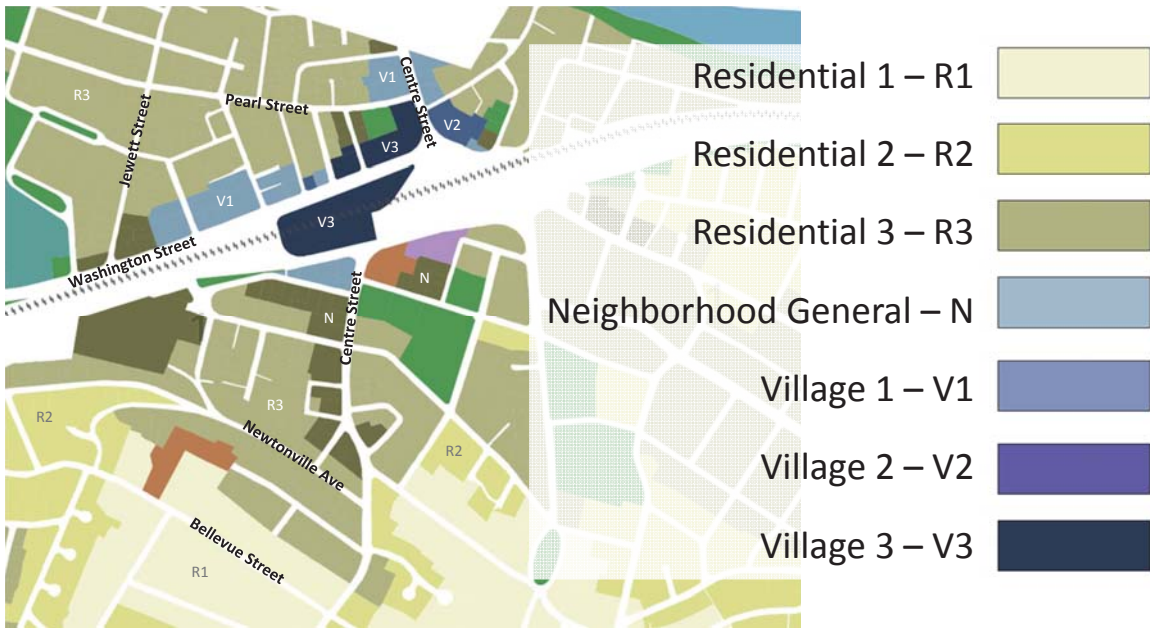 V1
Centre Street
R3
Pearl Street
V2
Jewett Street
V3
V1
V3
Washington Street
N
N
Centre Street
R3
R2
R2
Newtonville Ave
Bellevue Street
R1
Residential 1 – R1
Residential 2 – R2
Residential 3 – R3
Neighborhood General – N
Village 1 – V1
Village 2 – V2
Village 3 – V3